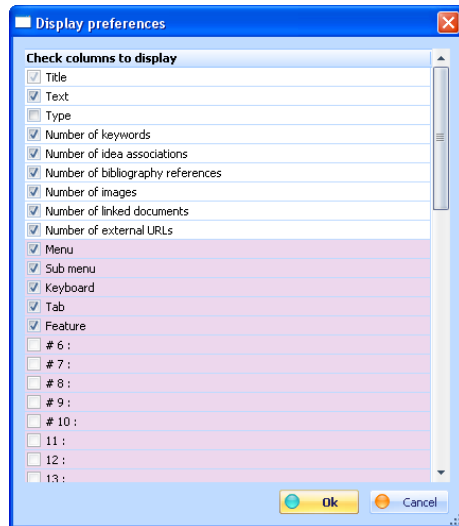 Display preferences
Check columns to display
Title
Text
Type
Number of keywords
Number of idea associations
Number of bibliography references
Number of images
Number of linked documents
Number of external URLs
Menu
Sub menu
Keyboard
Tab
Feature
# 6 :
# 7 :
# 8 :
# 9 :
# 10 :
11 :
12 :
13 :
Ok
Cancel